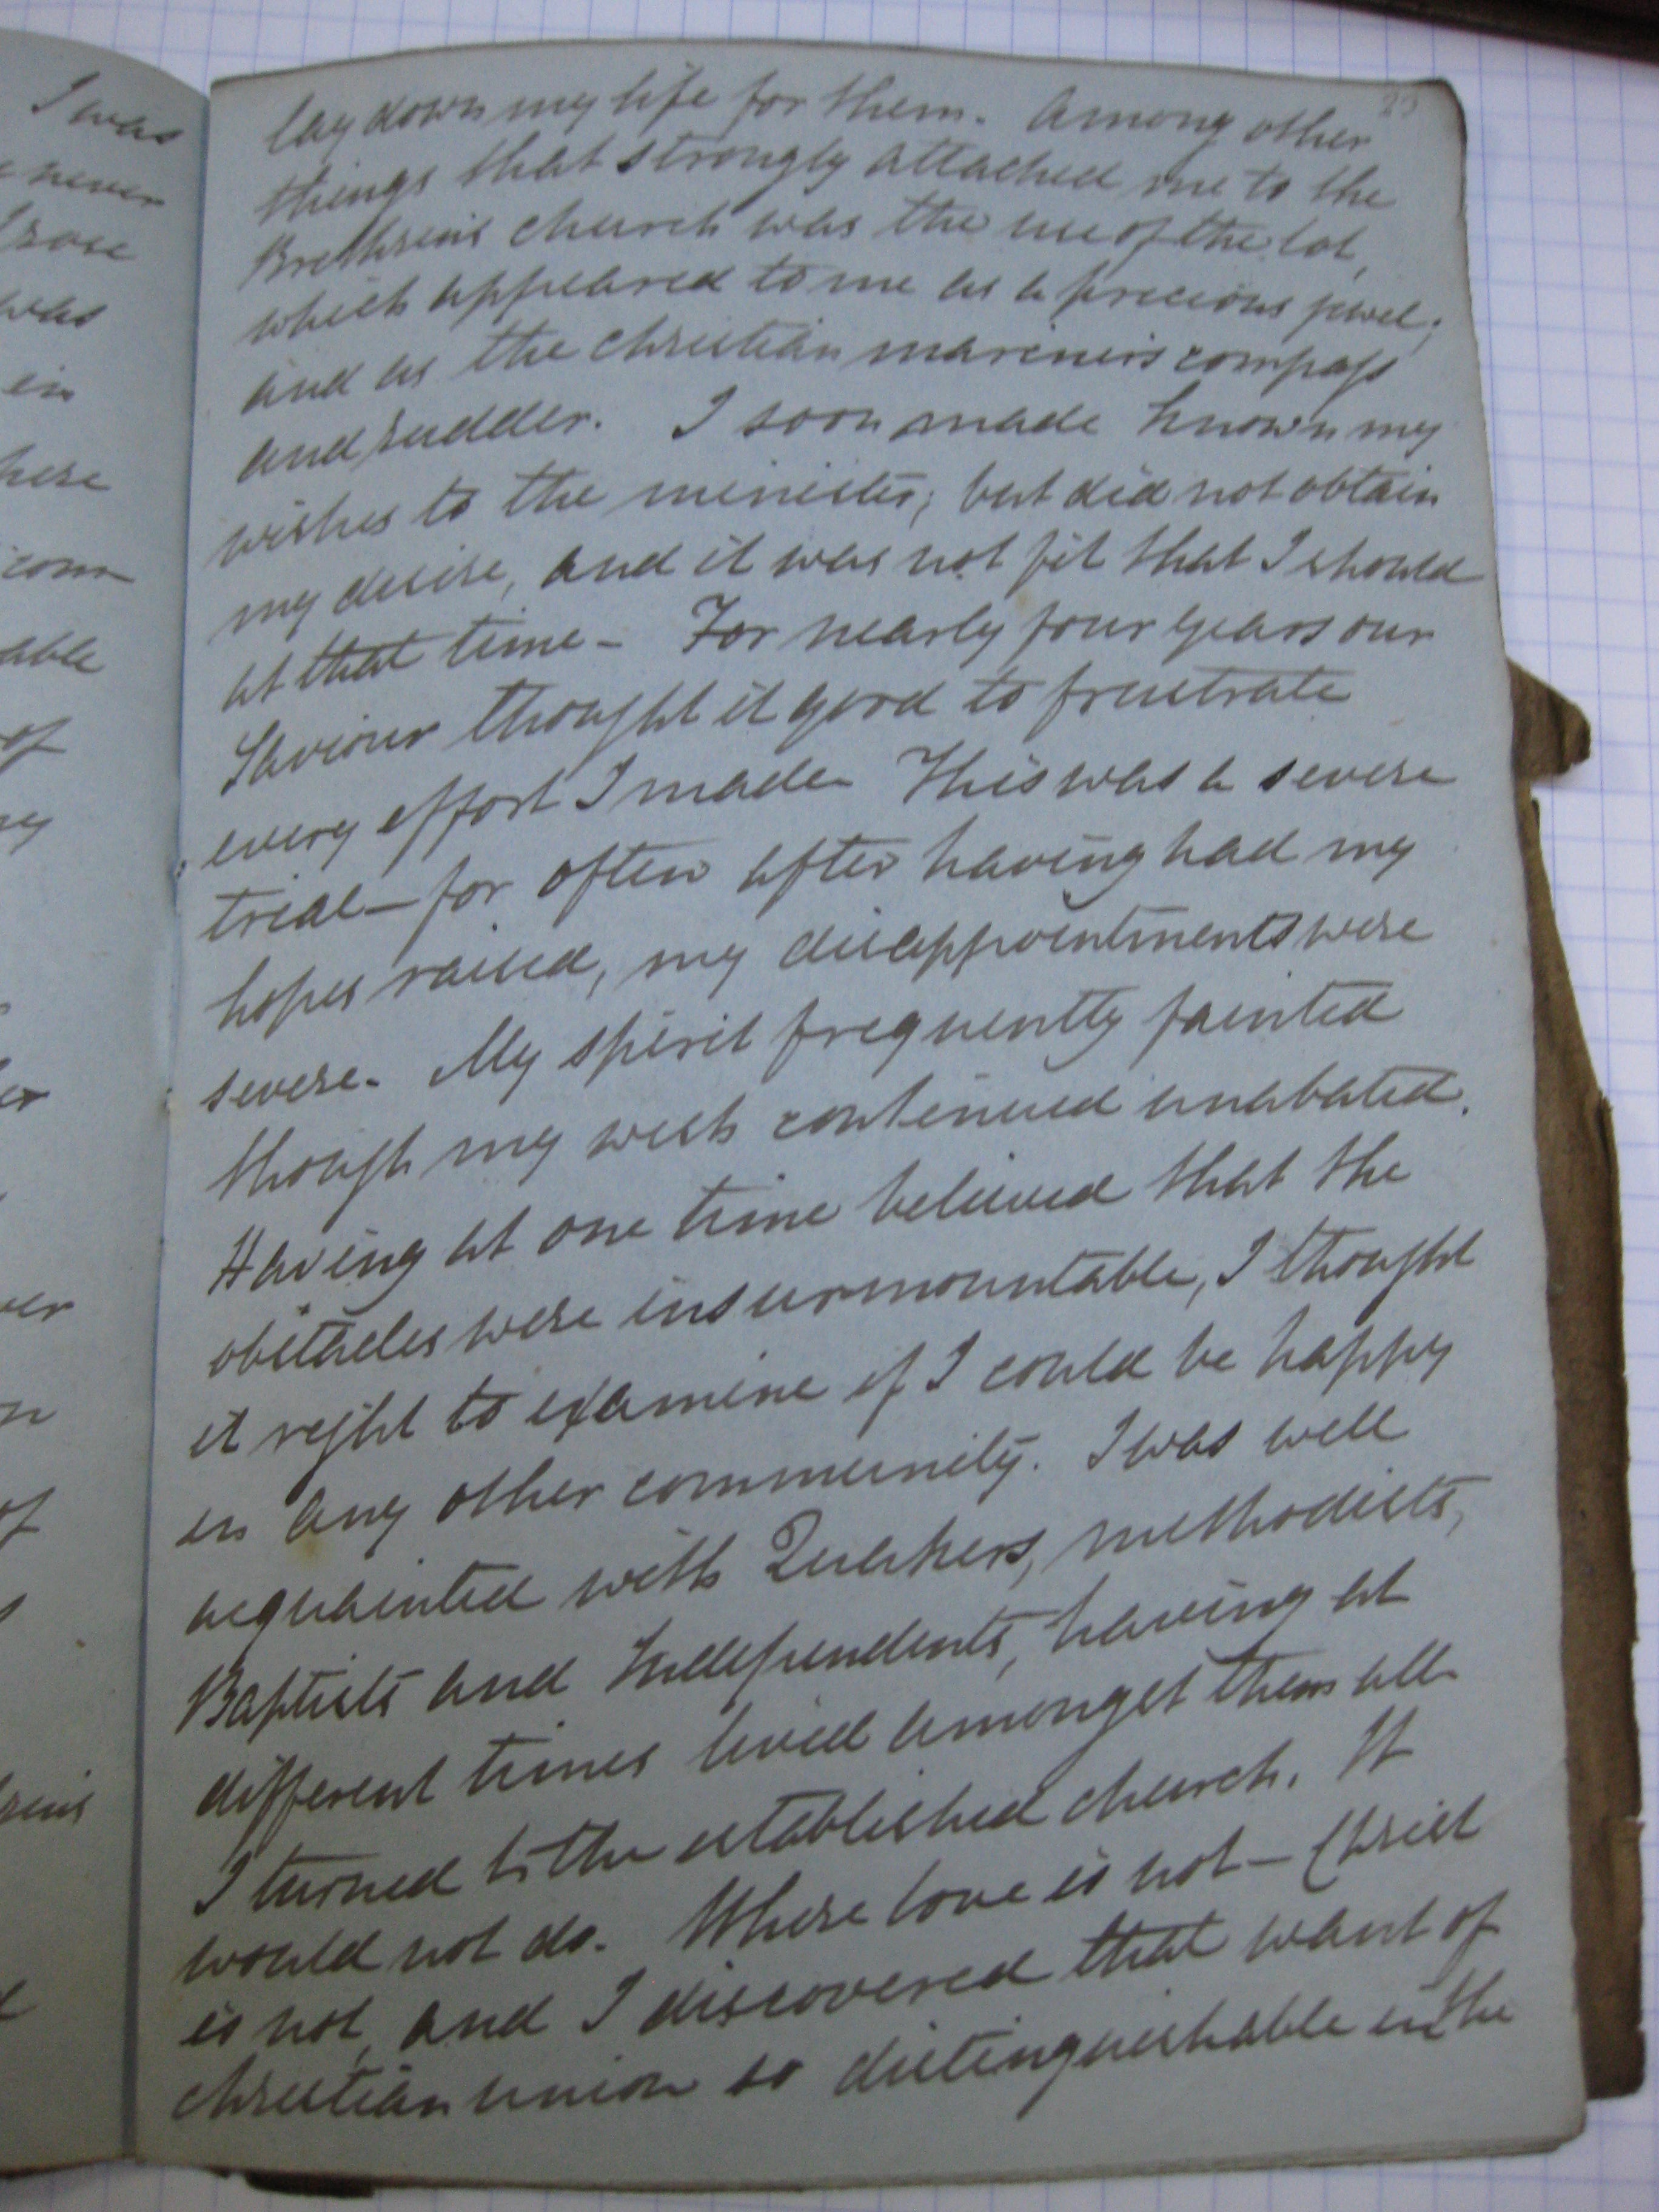 I was
never
rose
was
in
here
com
able
of
er
n
of
lay down my life for them. Among other
things that strongly attached me to the
Brethrens church was the use of the lot,
which appeared to me as a precious jewel;
and as the christian mariners compass
and rudder. I soon made known my
wishes to the minister; but did not obtain
my desire, and it was not fit that I should
at that time - For nearly four years our
Saviour thought it good to frustrate
every effort I made This was a severe
trial - for often after having had my
hopes raised, my disappointments were
severe. My spirit frequently fainted
though my wish continued unabated.
Having at one time believed that the
obstacles were insurmountable, I thought
it right to examine if I could be happy
in any other community. I was well
acquainted with Quakers, methodists,
Baptists and Independents, having at
different times lived amongst them all
I turned to the established church. It
would not do. Where love is not - Christ
is not, and I discovered that want of
christian union so distinguishable in the